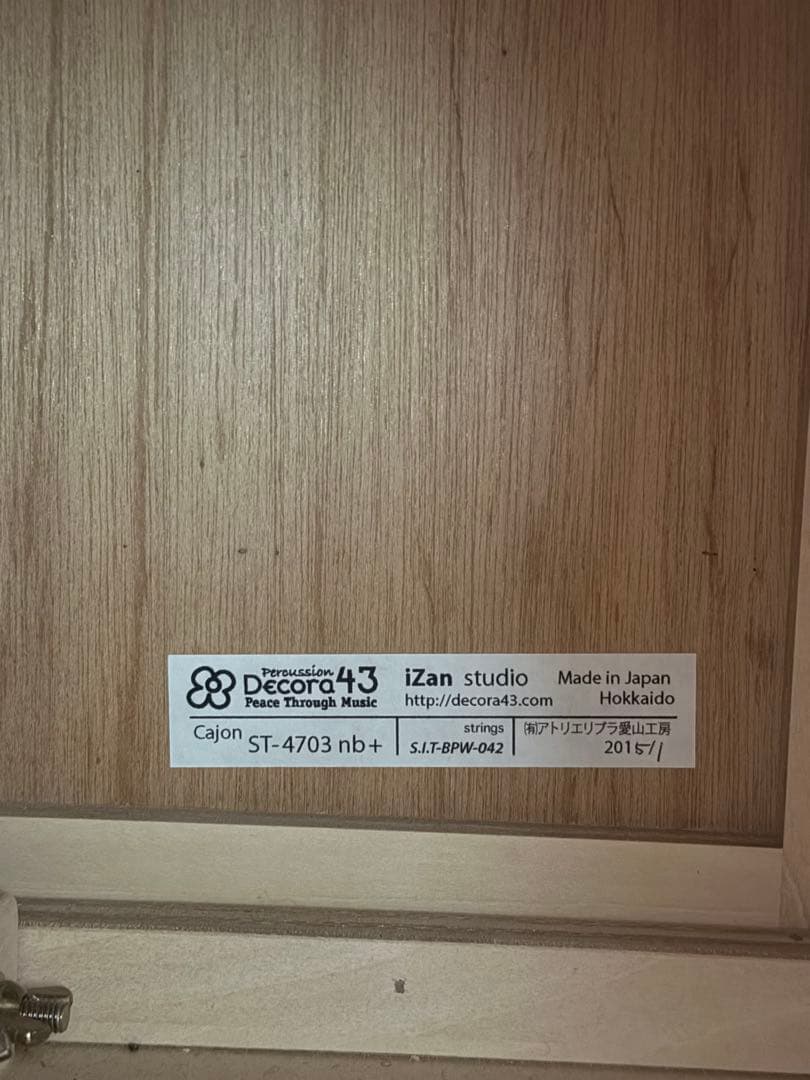 Percussion
Decora43
Peace Through Music
iZan studio
http://decora43.com
Made in Japan
Hokkaido
Cajon ST-4703 nb+
strings
S.I.T-BPW-042
㈲アトリエリブラ愛山工房
2015/1